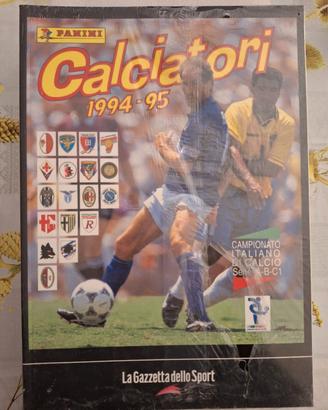 PANINI
Calciatori
1994-95
CAMPIONATO
ITALIANO
DI CALCIO
Serie A-B-C1
La Gazzetta dello Sport